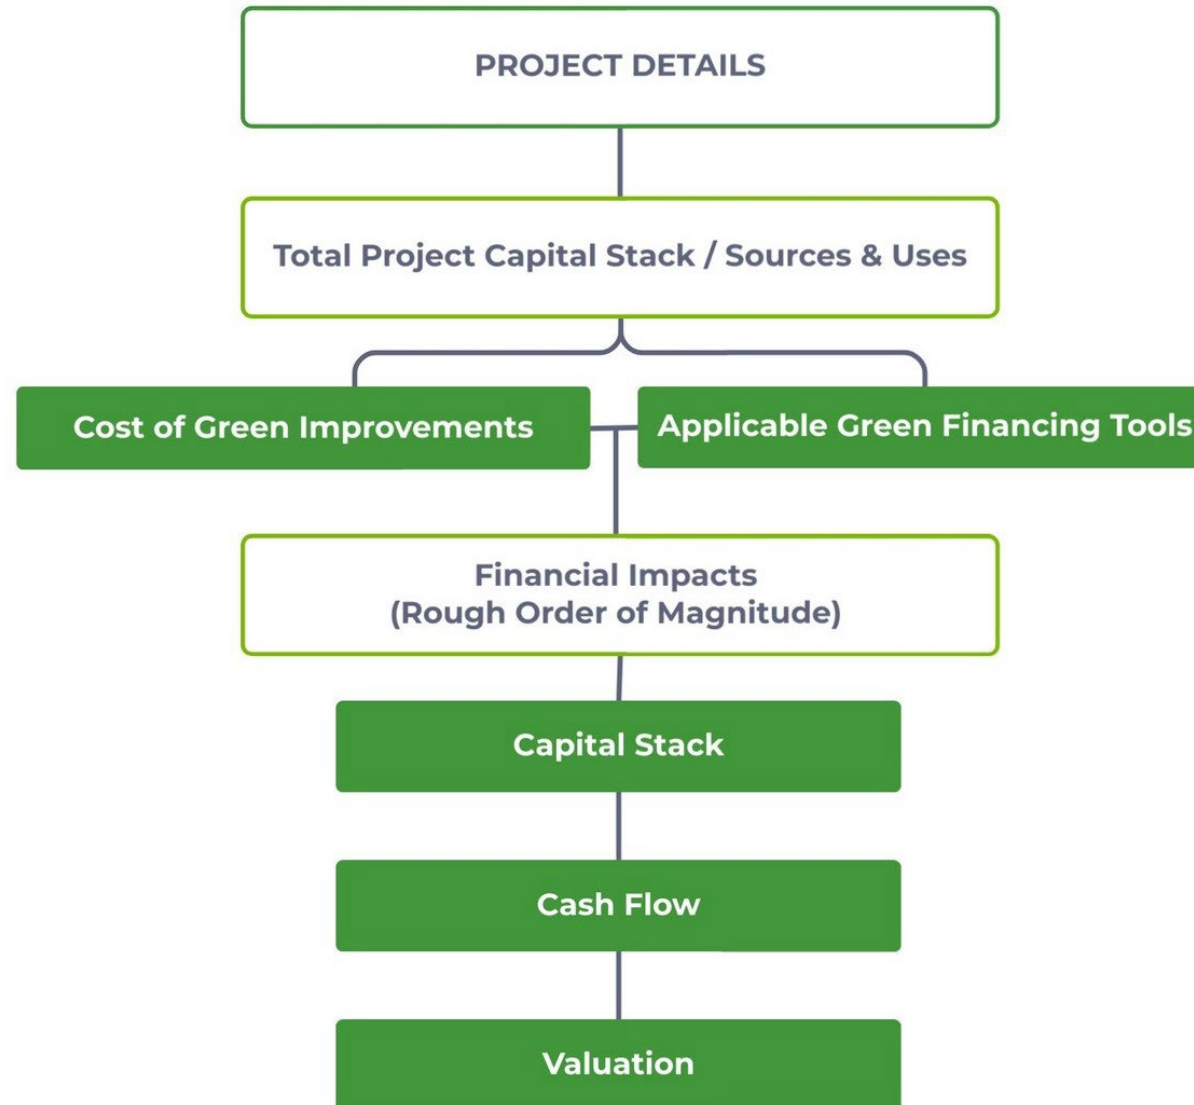 PROJECT DETAILS
Total Project Capital Stack / Sources & Uses
Cost of Green Improvements
Applicable Green Financing Tools
Financial Impacts
(Rough Order of Magnitude)
Capital Stack
Cash Flow
Valuation